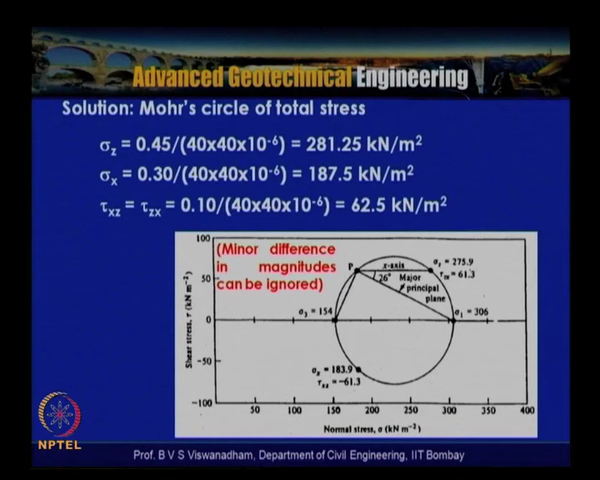 Advanced Geotechnical Engineering
Solution: Mohr's circle of total stress
σz = 0.45/(40x40x10⁻⁶) = 281.25 kN/m²
σx = 0.30/(40x40x10⁻⁶) = 187.5 kN/m²
τxz = τzx = 0.10/(40x40x10⁻⁶) = 62.5 kN/m²
(Minor difference
in magnitudes
can be ignored)
100
50
0
-50
-100
Shear stress, τ (kN m⁻²)
P
x-axis
σz = 275.9
τzx = 61.3
26°
Major
principal
plane
σ3 = 154
σ1 = 306
σx = 183.9
τxz = -61.3
50 100 150 200 250 300 350 400
Normal stress, σ (kN m⁻²)
NPTEL
Prof. B V S Viswanadham, Department of Civil Engineering, IIT Bombay